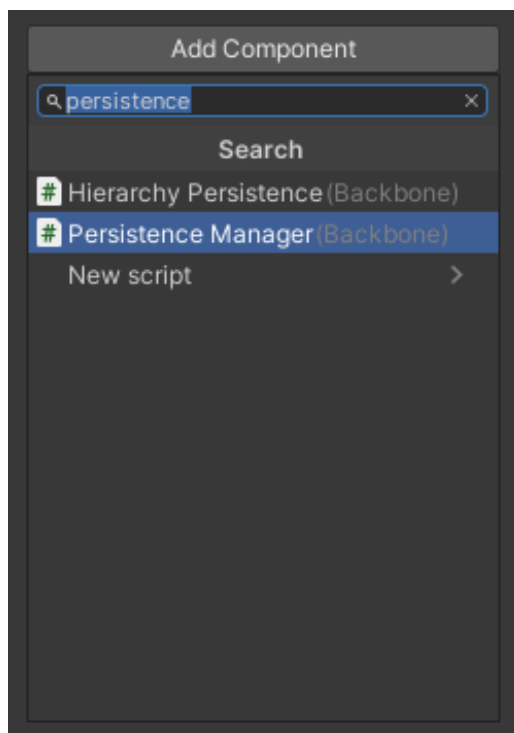 Add Component
persistence
Search
Hierarchy Persistence (Backbone)
Persistence Manager (Backbone)
New script